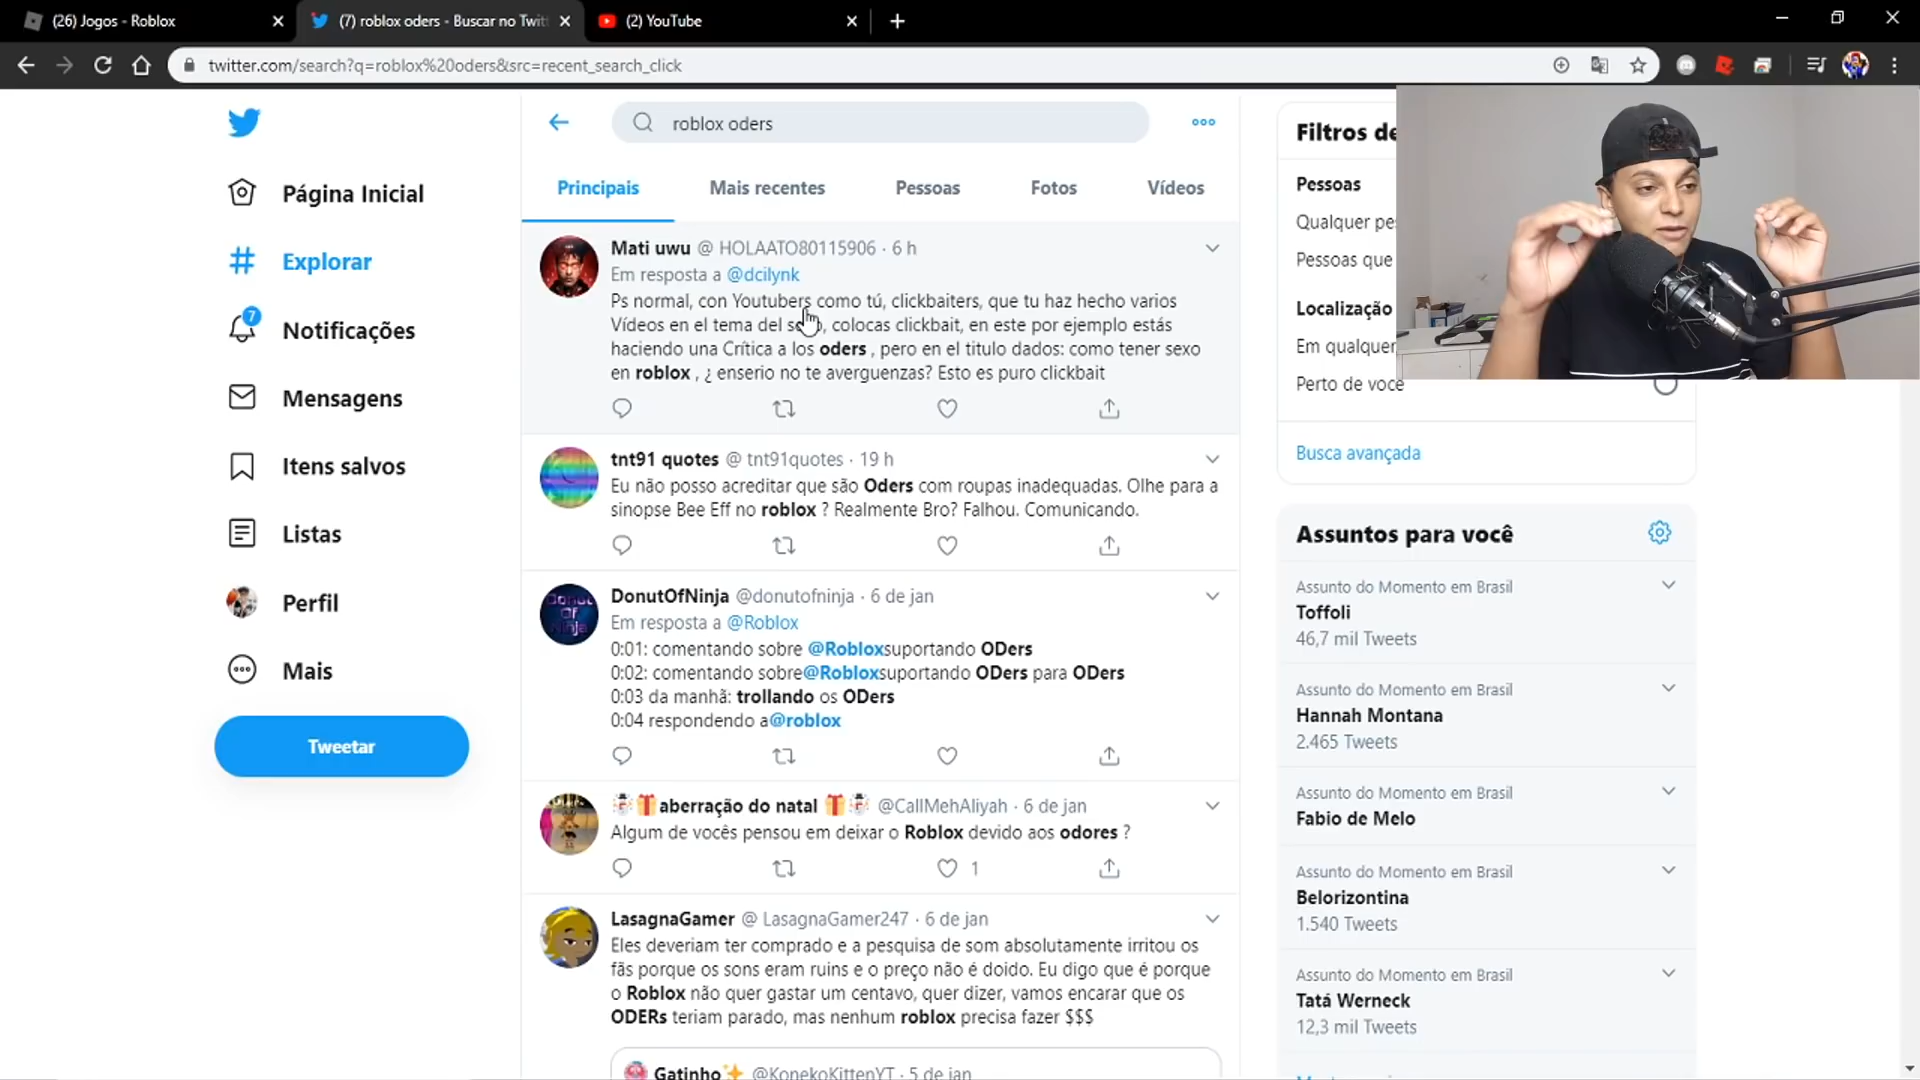 (26) Jogos - Roblox
(7) roblox oders - Buscar no Twit
(2) YouTube
twitter.com/search?q=roblox%20oders&src=recent_search_click
roblox oders
Principais
Mais recentes
Pessoas
Fotos
Vídeos
Página Inicial
Explorar
7
Notificações
Mensagens
Itens salvos
Listas
Perfil
Mais
Tweetar
Mati uwu @ HOLAATO80115906 · 6 h
Em resposta a @dcilynk
Ps normal, con Youtubers como tú, clickbaiters, que tu haz hecho varios
Vídeos en el tema del , colocas clickbait, en este por ejemplo estás
haciendo una Crítica a los oders , pero en el titulo dados: como tener sexo
en roblox , ¿ enserio no te averguenzas? Esto es puro clickbait
tnt91 quotes @ tnt91quotes · 19 h
Eu não posso acreditar que são Oders com roupas inadequadas. Olhe para a
sinopse Bee Eff no roblox ? Realmente Bro? Falhou. Comunicando.
Donut
Of
Ninja
DonutOfNinja @donutofninja · 6 de jan
Em resposta a @Roblox
0:01: comentando sobre @Robloxsuportando ODers
0:02: comentando sobre@Robloxsuportando ODers para ODers
0:03 da manhã: trollando os ODers
0:04 respondendo a@roblox
aberração do natal @CallMehAliyah · 6 de jan
Algum de vocês pensou em deixar o Roblox devido aos odores ?
1
LasagnaGamer @ LasagnaGamer247 · 6 de jan
Eles deveriam ter comprado e a pesquisa de som absolutamente irritou os
fãs porque os sons eram ruins e o preço não é doido. Eu digo que é porque
o Roblox não quer gastar um centavo, quer dizer, vamos encarar que os
ODERs teriam parado, mas nenhum roblox precisa fazer $$$
Gatinho @KonekoKittenYT · 5 de jan
Filtros de
Pessoas
Qualquer pe
Pessoas que
Localização
Em qualquer
Perto de você
Busca avançada
Assuntos para você
Assunto do Momento em Brasil
Toffoli
46,7 mil Tweets
Assunto do Momento em Brasil
Hannah Montana
2.465 Tweets
Assunto do Momento em Brasil
Fabio de Melo
Assunto do Momento em Brasil
Belorizontina
1.540 Tweets
Assunto do Momento em Brasil
Tatá Werneck
12,3 mil Tweets